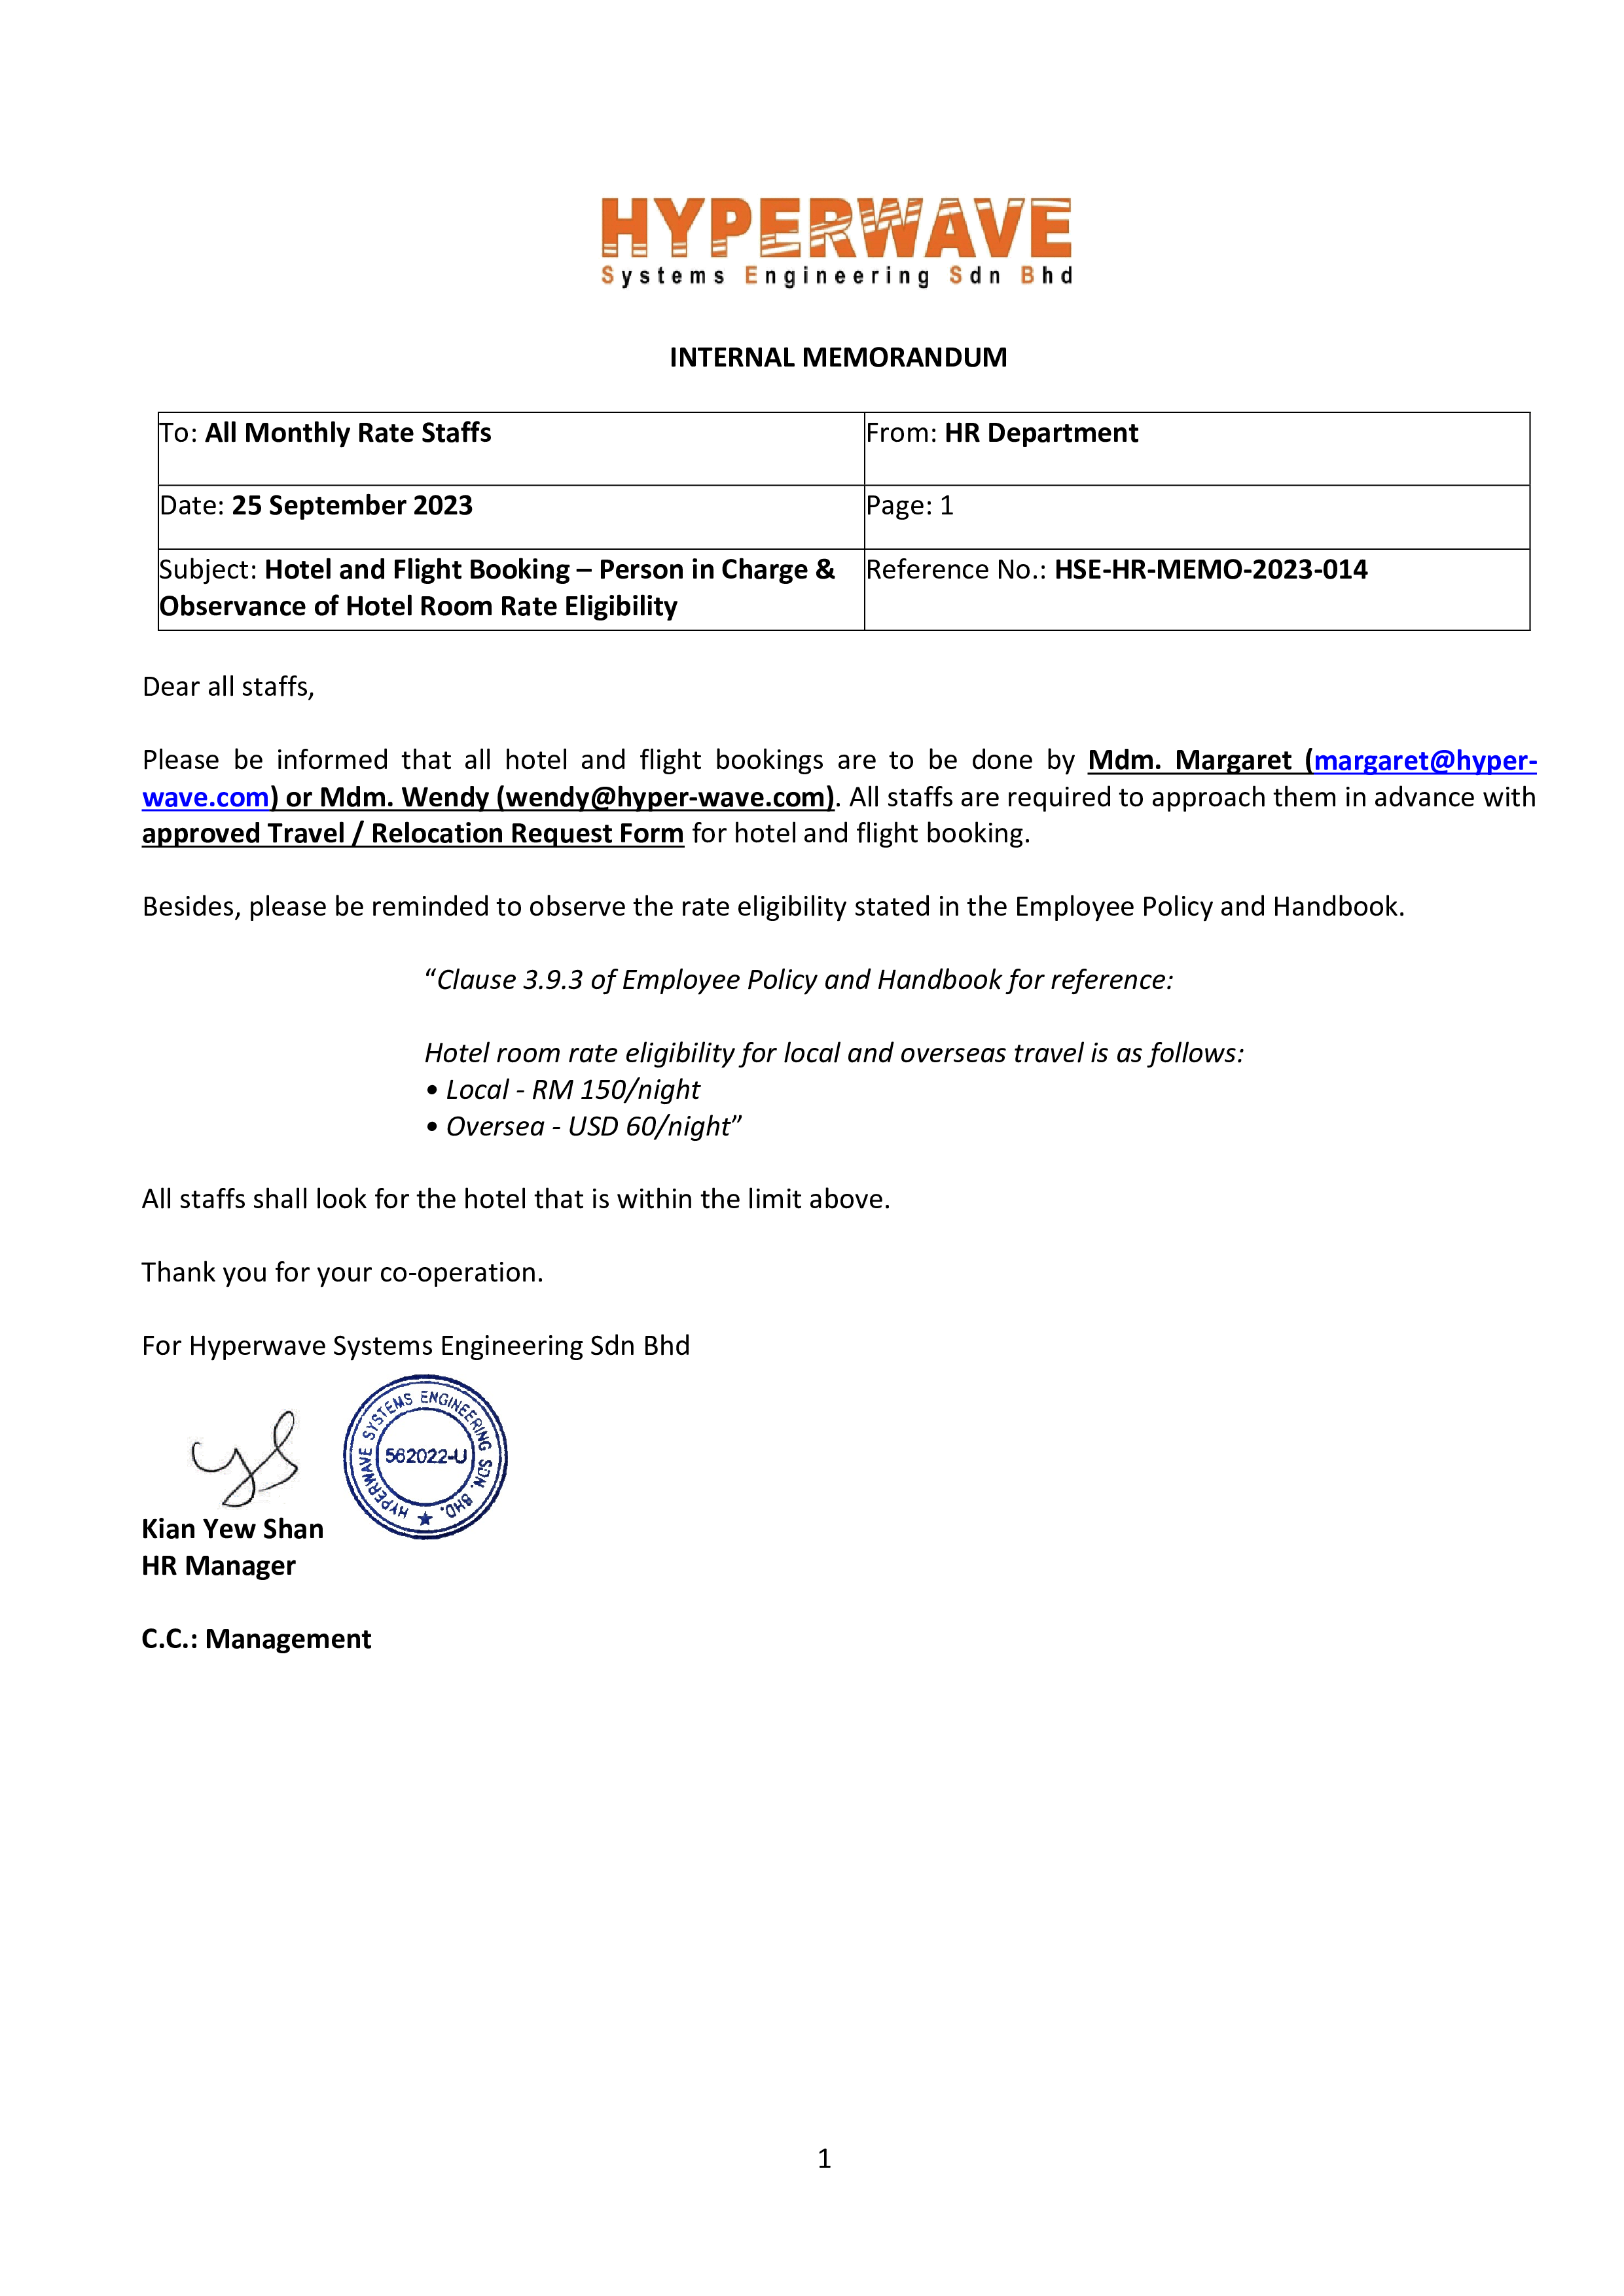 HYPERWAVE
Systems Engineering Sdn Bhd
INTERNAL MEMORANDUM
To: All Monthly Rate Staffs
From: HR Department
Date: 25 September 2023
Page: 1
Subject: Hotel and Flight Booking – Person in Charge &
Observance of Hotel Room Rate Eligibility
Reference No.: HSE-HR-MEMO-2023-014
Dear all staffs,
Please be informed that all hotel and flight bookings are to be done by Mdm. Margaret (margaret@hyper-
wave.com) or Mdm. Wendy (wendy@hyper-wave.com). All staffs are required to approach them in advance with
approved Travel / Relocation Request Form for hotel and flight booking.
Besides, please be reminded to observe the rate eligibility stated in the Employee Policy and Handbook.
“Clause 3.9.3 of Employee Policy and Handbook for reference:
Hotel room rate eligibility for local and overseas travel is as follows:
• Local - RM 150/night
• Oversea - USD 60/night”
All staffs shall look for the hotel that is within the limit above.
Thank you for your co-operation.
For Hyperwave Systems Engineering Sdn Bhd
ys
HYPERWAVE SYSTEMS ENGINEERING SDN. BHD.
562022-U
Kian Yew Shan
HR Manager
C.C.: Management
1